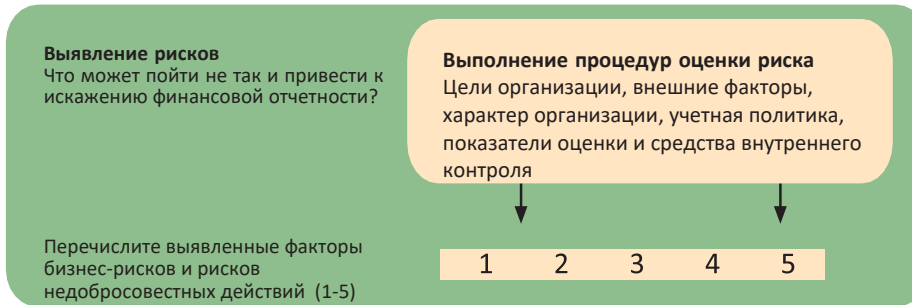 Выявление рисков
Что может пойти не так и привести к
искажению финансовой отчетности?
Выполнение процедур оценки риска
Цели организации, внешние факторы,
характер организации, учетная политика,
показатели оценки и средства внутреннего
контроля
Перечислите выявленные факторы
бизнес-рисков и рисков
недобросовестных действий (1-5)
1 2 3 4 5